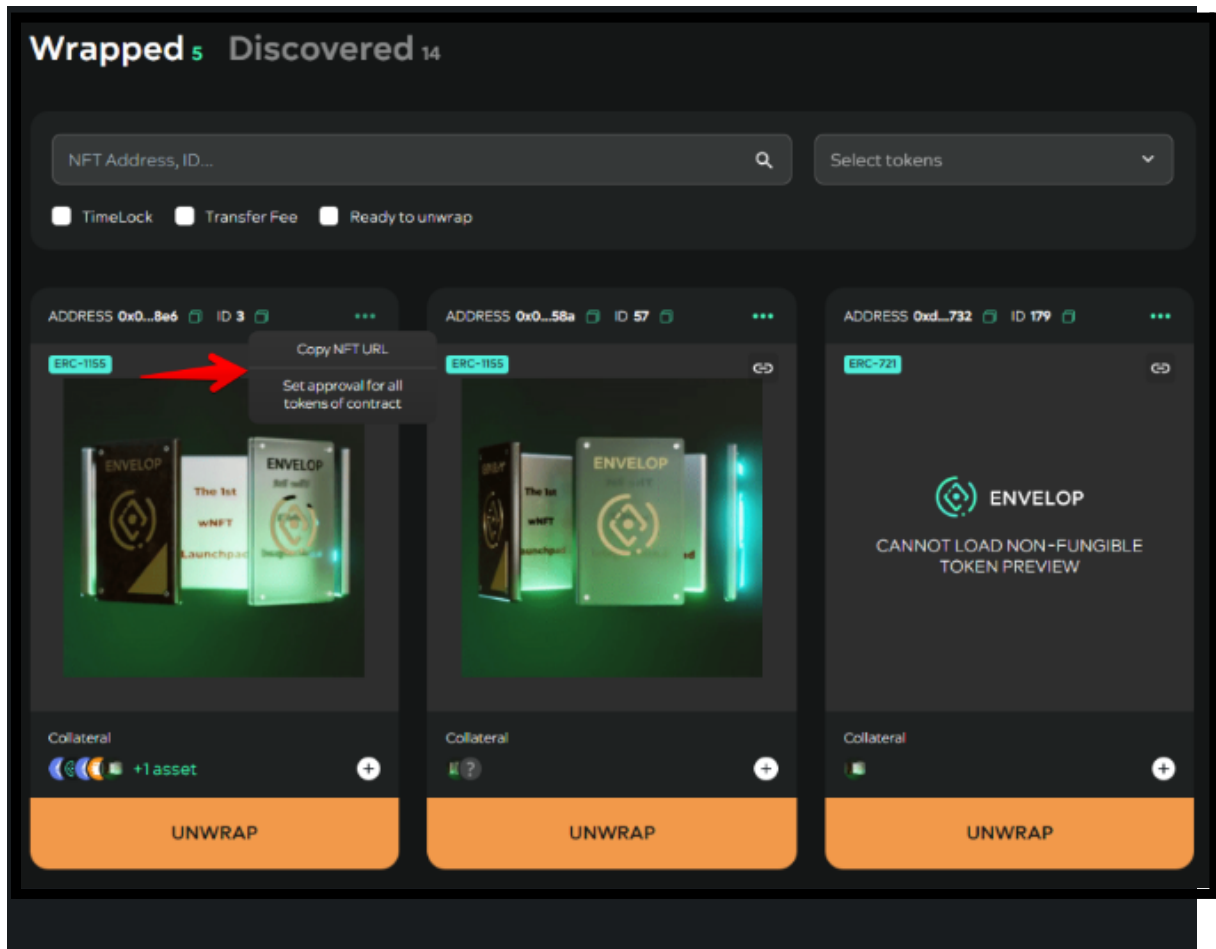 Wrapped 5 Discovered 14
NFT Address, ID...
Select tokens
TimeLock Transfer Fee Ready to unwrap
ADDRESS 0x0...8e6 ID 3
Copy NFT URL
Set approval for all
tokens of contract
ERC-1155
ENVELOP
The 1st
wNFT
Launchpad
ENVELOP
Collateral
+1 asset
UNWRAP
ADDRESS 0x0...58a ID 57
ERC-1155
The 1st
ENVELOP
Collateral
?
UNWRAP
ADDRESS 0xd...732 ID 179
ERC-721
ENVELOP
CANNOT LOAD NON-FUNGIBLE
TOKEN PREVIEW
Collateral
UNWRAP